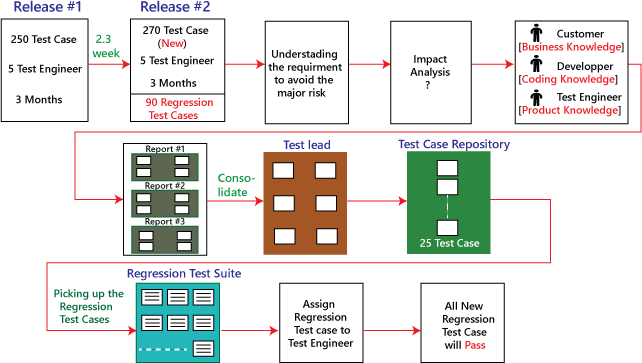 Release #1
Release #2
250 Test Case
5 Test Engineer
3 Months
2.3
week
270 Test Case
(New)
5 Test Engineer
3 Months
90 Regression
Test Cases
Understading
the requirment
to avoid the
major risk
Impact
Analysis
?
Customer
[Business Knowledge]
Developper
[Coding Knowledge]
Test Engineer
[Product Knowledge]
Report #1
Report #2
Report #3
Conso-
lidate
Test lead
Test Case Repository
25 Test Case
Picking up the
Regression
Test Cases
Regression Test Suite
Assign
Regression
Test case to
Test Engineer
All New
Regression
Test Case
will Pass